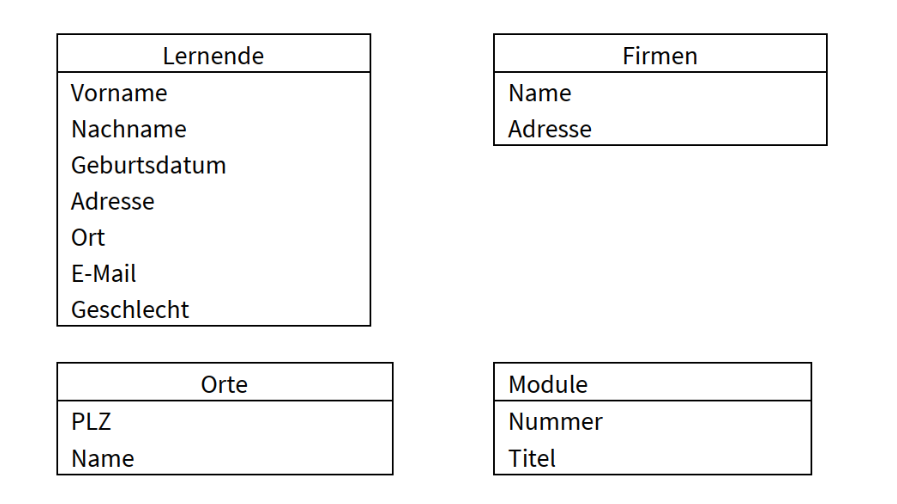 Lernende
Vorname
Nachname
Geburtsdatum
Adresse
Ort
E-Mail
Geschlecht
Firmen
Name
Adresse
Orte
PLZ
Name
Module
Nummer
Titel